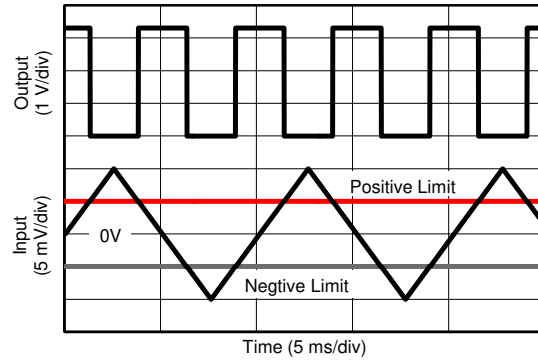 Output
(1 V/div)
Positive Limit
Input
(5 mV/div)
0V
Negtive Limit
Time (5 ms/div)